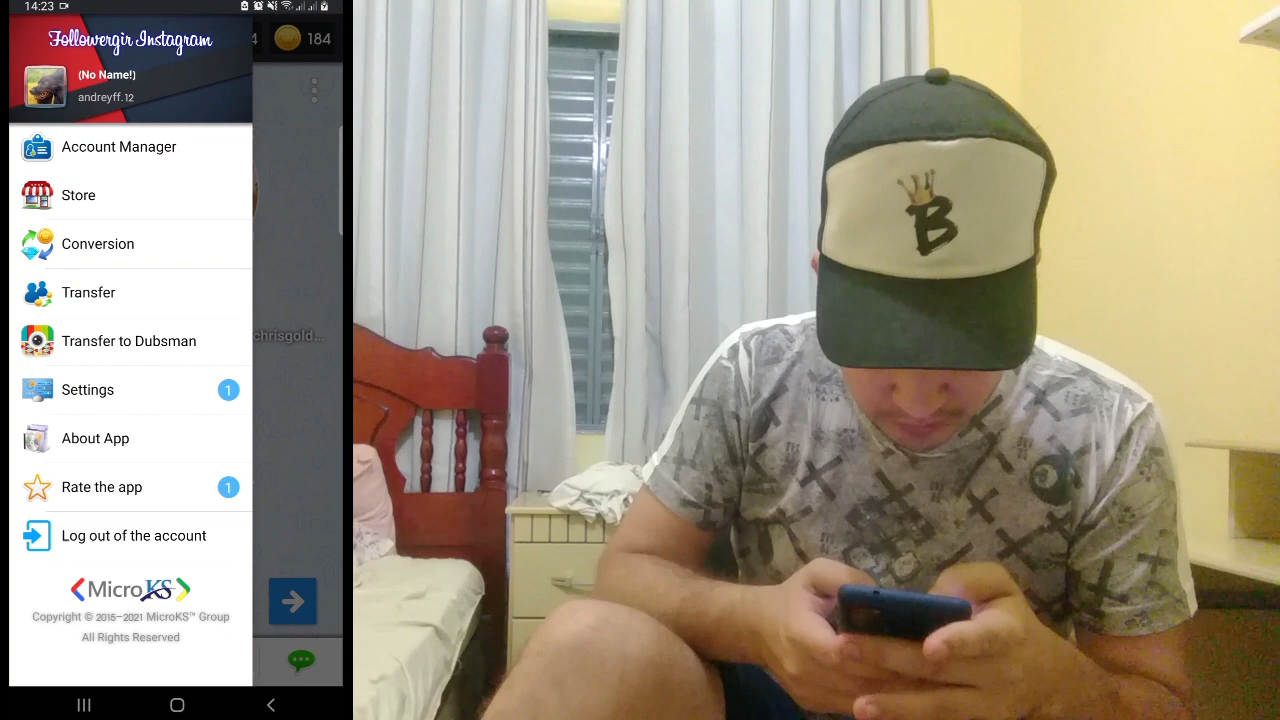 14:23
Followergir Instagram
4
184
(No Name!)
andreyff.12
Account Manager
Store
Conversion
Transfer
chrisgold...
Transfer to Dubsman
Settings
1
About App
Rate the app
1
Log out of the account
MicroKS
Copyright © 2015-2021 MicroKS™ Group
All Rights Reserved
B